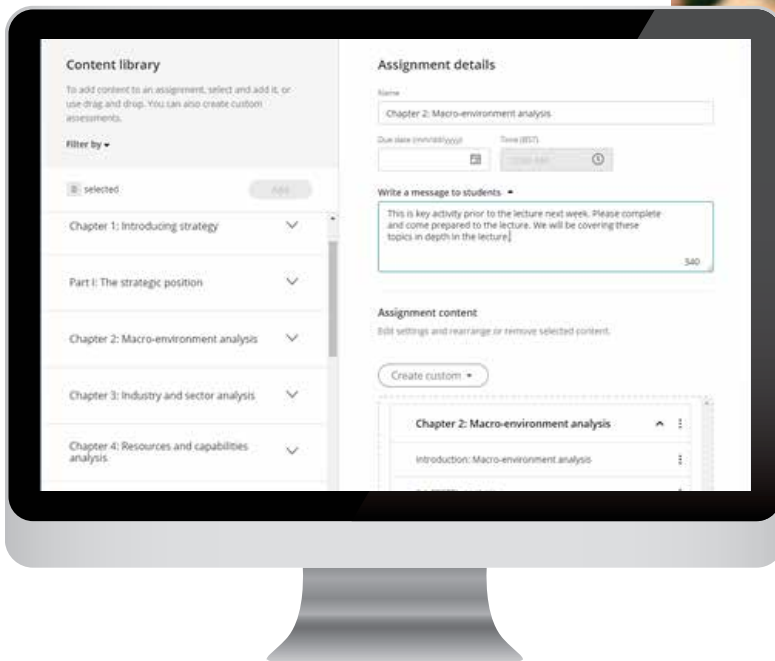 Content library
To add content to an assignment, select and add it, or
use drag and drop. You can also create custom
assessments.
Filter by
0 selected
Add
Chapter 1: Introducing strategy
Part I: The strategic position
Chapter 2: Macro-environment analysis
Chapter 3: Industry and sector analysis
Chapter 4: Resources and capabilities
analysis
Assignment details
Name
Chapter 2: Macro-environment analysis
Due date (mm/dd/yyyy) Time (BST)
Write a message to students
This is key activity prior to the lecture next week. Please complete
and come prepared to the lecture. We will be covering these
topics in depth in the lecture.
340
Assignment content
Edit settings and rearrange or remove selected content.
Create custom
Chapter 2: Macro-environment analysis
Introduction: Macro-environment analysis